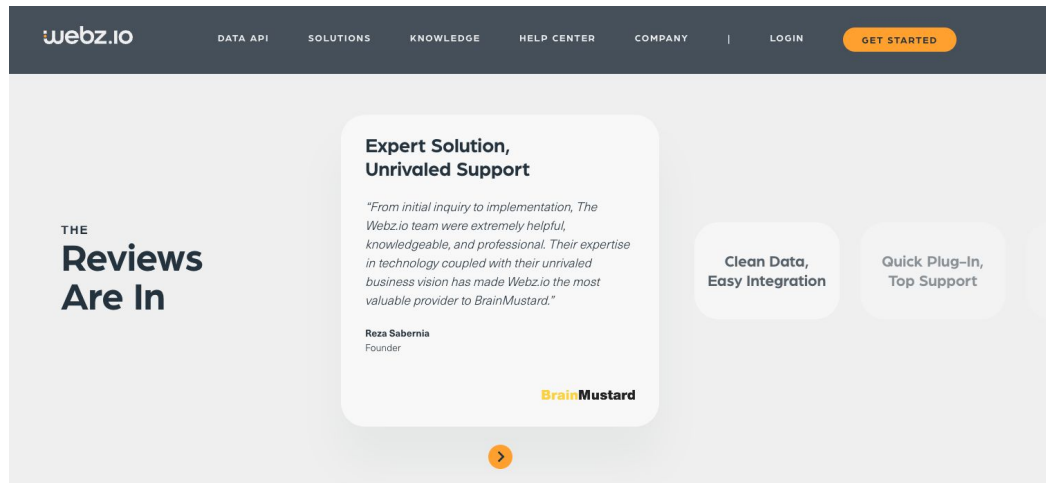 webz.io
DATA API SOLUTIONS KNOWLEDGE HELP CENTER COMPANY | LOGIN GET STARTED
THE
Reviews
Are In
Expert Solution,
Unrivaled Support
“From initial inquiry to implementation, The
Webz.io team were extremely helpful,
knowledgeable, and professional. Their expertise
in technology coupled with their unrivaled
business vision has made Webz.io the most
valuable provider to BrainMustard.”
Reza Sabernia
Founder
BrainMustard
Clean Data,
Easy Integration
Quick Plug-In,
Top Support